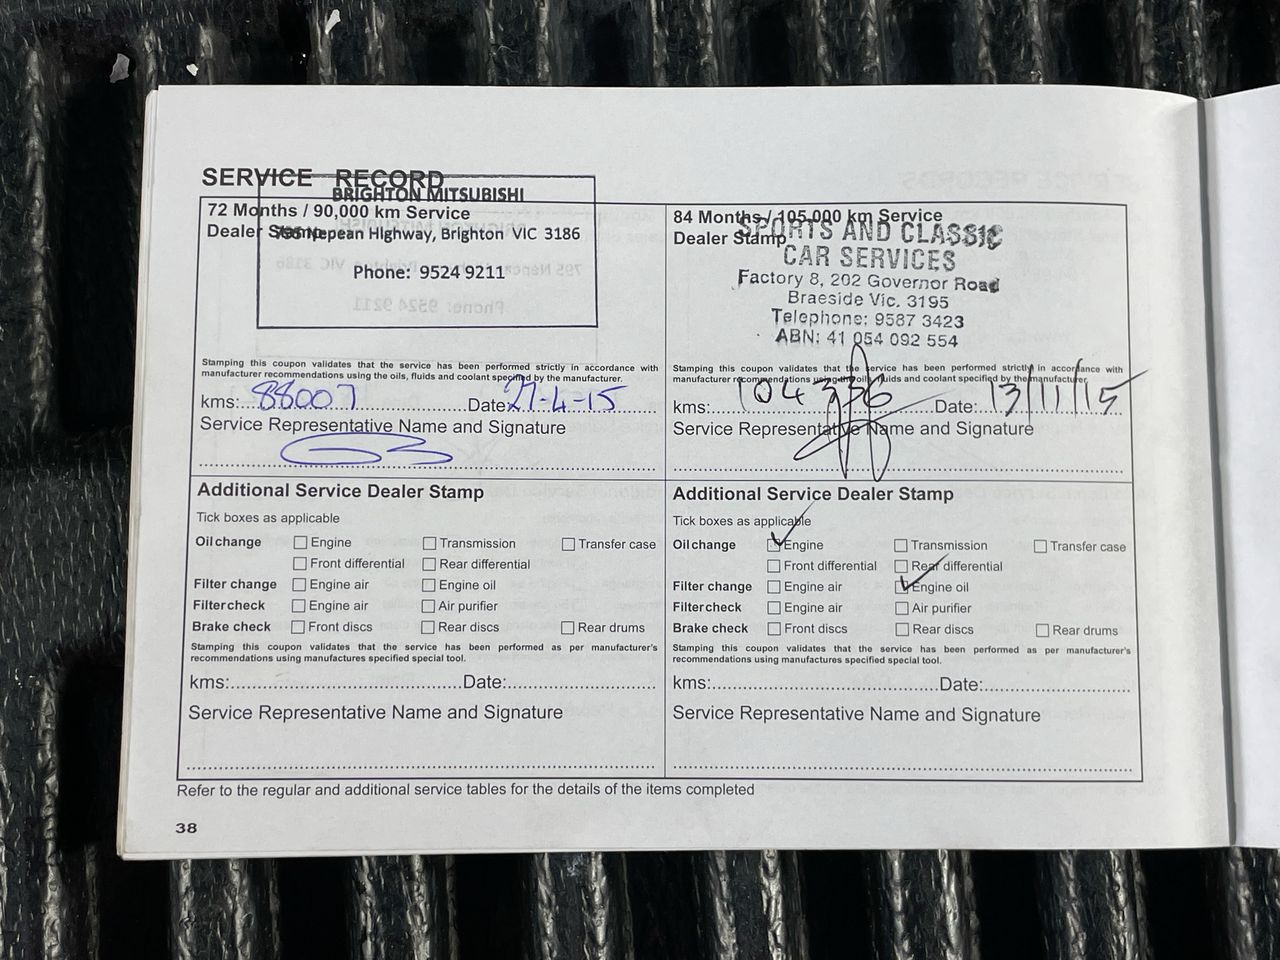 SERVICE RECORD
BRIGHTON MITSUBISHI
72 Months / 90,000 km Service
Dealer Stamp
795 Nepean Highway, Brighton VIC 3186
Phone: 9524 9211
Stamping this coupon validates that the service has been performed strictly in accordance with
manufacturer recommendations using the oils, fluids and coolant specified by the manufacturer.
kms: 88007 Date: 27-4-15
Service Representative Name and Signature
Additional Service Dealer Stamp
Tick boxes as applicable
Oil change Engine Transmission Transfer case
Front differential Rear differential
Filter change Engine air Engine oil
Filter check Engine air Air purifier
Brake check Front discs Rear discs Rear drums
Stamping this coupon validates that the service has been performed as per manufacturer's
recommendations using manufactures specified special tool.
kms: Date:
Service Representative Name and Signature
84 Months / 105,000 km Service
Dealer Stamp
SPORTS AND CLASSIC
CAR SERVICES
Factory 8, 202 Governor Road
Braeside Vic. 3195
Telephone: 9587 3423
ABN: 41 054 092 554
Stamping this coupon validates that the service has been performed strictly in accordance with
manufacturer recommendations using the oils, fluids and coolant specified by the manufacturer.
kms: Date: 13/11/15
Service Representative Name and Signature
Additional Service Dealer Stamp
Tick boxes as applicable
Oil change Engine Transmission Transfer case
Front differential Rear differential
Filter change Engine air Engine oil
Filter check Engine air Air purifier
Brake check Front discs Rear discs Rear drums
Stamping this coupon validates that the service has been performed as per manufacturer's
recommendations using manufactures specified special tool.
kms: Date:
Service Representative Name and Signature
Refer to the regular and additional service tables for the details of the items completed
38